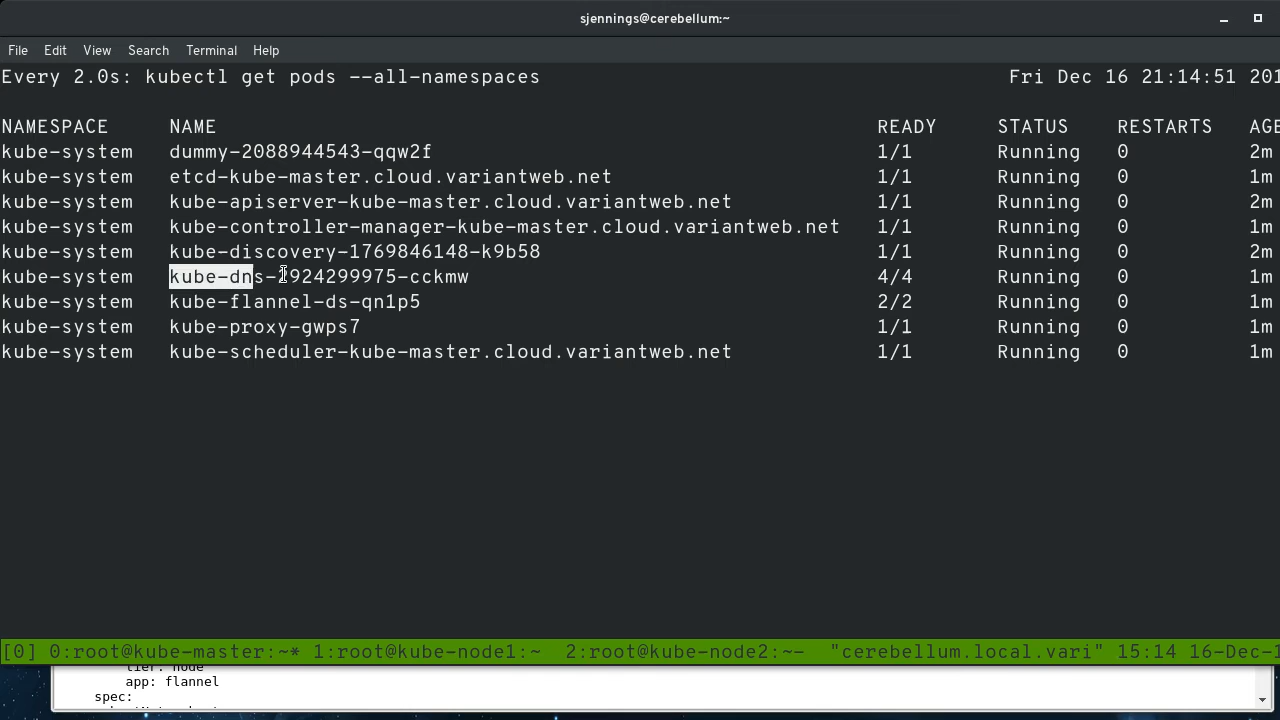 sjennings@cerebellum:~
File Edit View Search Terminal Help
Every 2.0s: kubectl get pods --all-namespaces Fri Dec 16 21:14:51 201
NAMESPACE NAME READY STATUS RESTARTS AGE
kube-system dummy-2088944543-qqw2f 1/1 Running 0 2m
kube-system etcd-kube-master.cloud.variantweb.net 1/1 Running 0 1m
kube-system kube-apiserver-kube-master.cloud.variantweb.net 1/1 Running 0 2m
kube-system kube-controller-manager-kube-master.cloud.variantweb.net 1/1 Running 0 1m
kube-system kube-discovery-1769846148-k9b58 1/1 Running 0 2m
kube-system kube-dns-2924299975-cckmw 4/4 Running 0 1m
kube-system kube-flannel-ds-qn1p5 2/2 Running 0 1m
kube-system kube-proxy-gwps7 1/1 Running 0 1m
kube-system kube-scheduler-kube-master.cloud.variantweb.net 1/1 Running 0 1m
[0] 0:root@kube-master:~* 1:root@kube-node1:~ 2:root@kube-node2:~- "cerebellum.local.vari" 15:14 16-Dec-1
tier: node
app: flannel
spec: